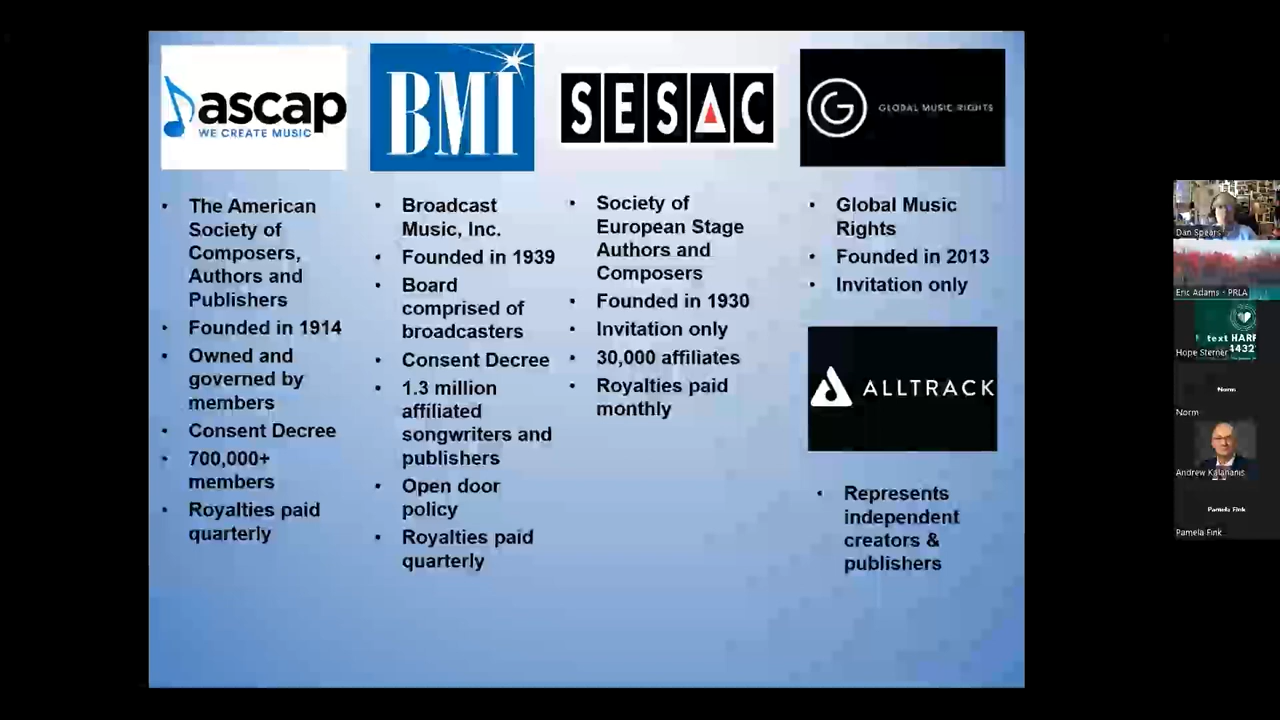 ascap
WE CREATE MUSIC
The American
Society of
Composers,
Authors and
Publishers
Founded in 1914
Owned and
governed by
members
Consent Decree
700,000+
members
Royalties paid
quarterly
BMI
Broadcast
Music, Inc.
Founded in 1939
Board
comprised of
broadcasters
Consent Decree
1.3 million
affiliated
songwriters and
publishers
Open door
policy
Royalties paid
quarterly
SESAC
Society of
European Stage
Authors and
Composers
Founded in 1930
Invitation only
30,000 affiliates
Royalties paid
monthly
G GLOBAL MUSIC RIGHTS
Global Music
Rights
Founded in 2013
Invitation only
ALLTRACK
Represents
independent
creators &
publishers
Dan Spears
Eric Adams - PRLA
text HARP
Hope Sterner
Norm
Norm
Andrew
Pamela Fink
Pamela Fink